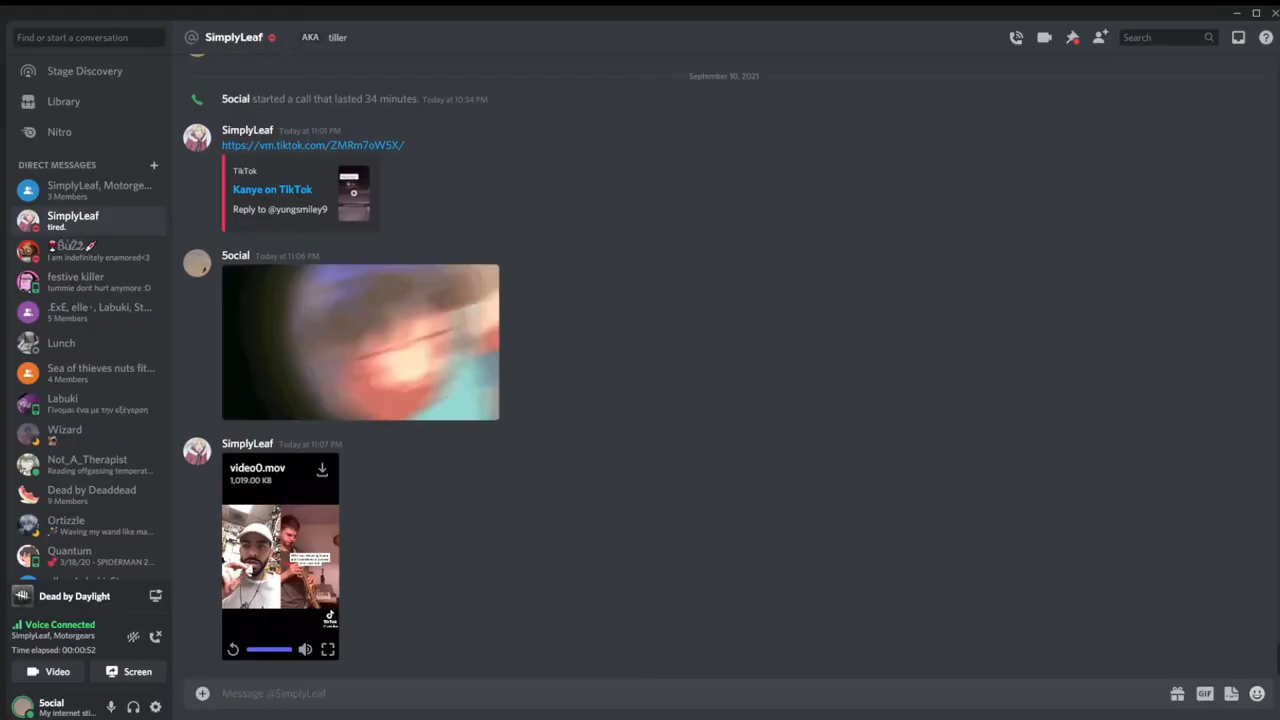 Find or start a conversation
SimplyLeaf
AKA tiller
Search
Stage Discovery
Library
Nitro
DIRECT MESSAGES
SimplyLeaf, Motorge...
3 Members
SimplyLeaf
tired.
I am indefinitely enamored<3
festive killer
tummie dont hurt anymore :D
.ExE, elle◦, Labuki, St...
5 Members
Lunch
Sea of thieves nuts fit...
4 Members
Labuki
Γίνομαι ένα με την εξέγερση
Wizard
Not_A_Therapist
Reading offgassing temperat...
Dead by Deaddead
9 Members
Ortizzle
Waving my wand like ma...
Quantum
3/18/20 - SPIDERMAN 2...
Dead by Daylight
Voice Connected
SimplyLeaf, Motorgears
Time elapsed: 00:00:52
Video
Screen
5ocial
My internet sti...
September 10, 2021
5ocial started a call that lasted 34 minutes. Today at 10:34 PM
SimplyLeaf Today at 11:01 PM
https://vm.tiktok.com/ZMRm7oW5X/
TikTok
Kanye on TikTok
Reply to @yungsmiley9
5ocial Today at 11:06 PM
SimplyLeaf Today at 11:07 PM
video0.mov
1,019.00 KB
TikTok
Message @SimplyLeaf
GIF